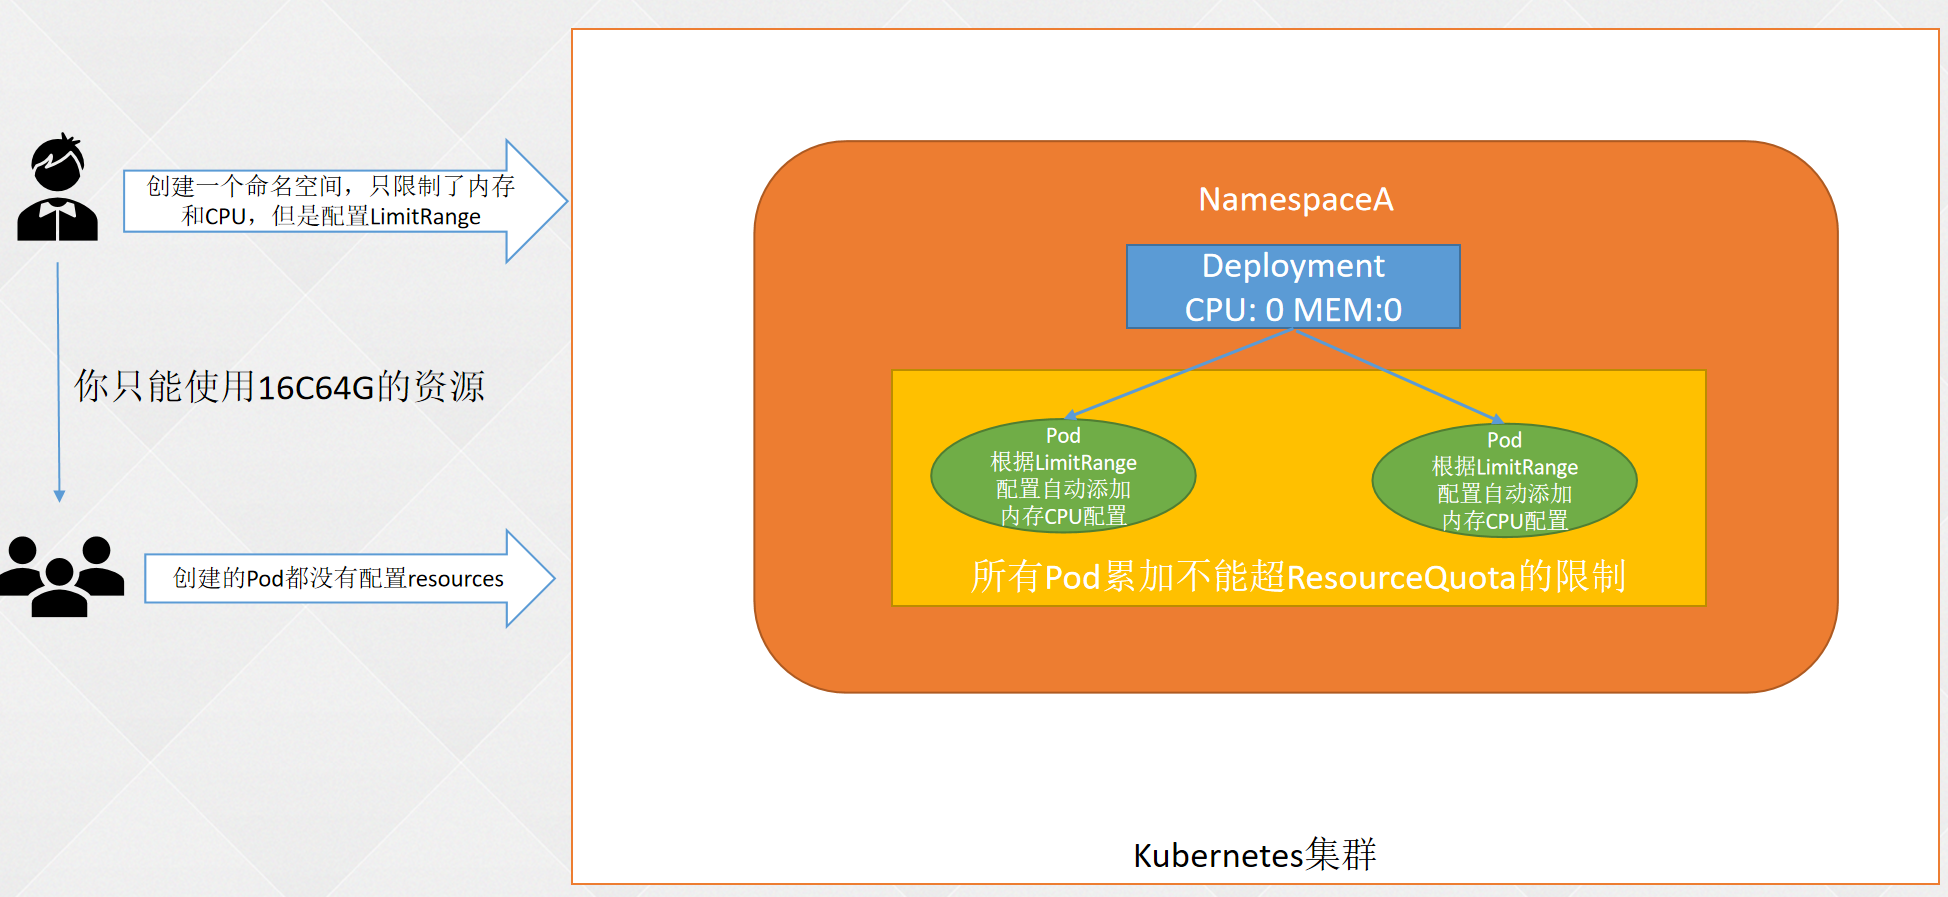 创建一个命名空间，只限制了内存
和CPU，但是配置LimitRange
你只能使用16C64G的资源
创建的Pod都没有配置resources
NamespaceA
Deployment
CPU: 0 MEM:0
Pod
根据LimitRange
配置自动添加
内存CPU配置
Pod
根据LimitRange
配置自动添加
内存CPU配置
所有Pod累加不能超ResourceQuota的限制
Kubernetes集群